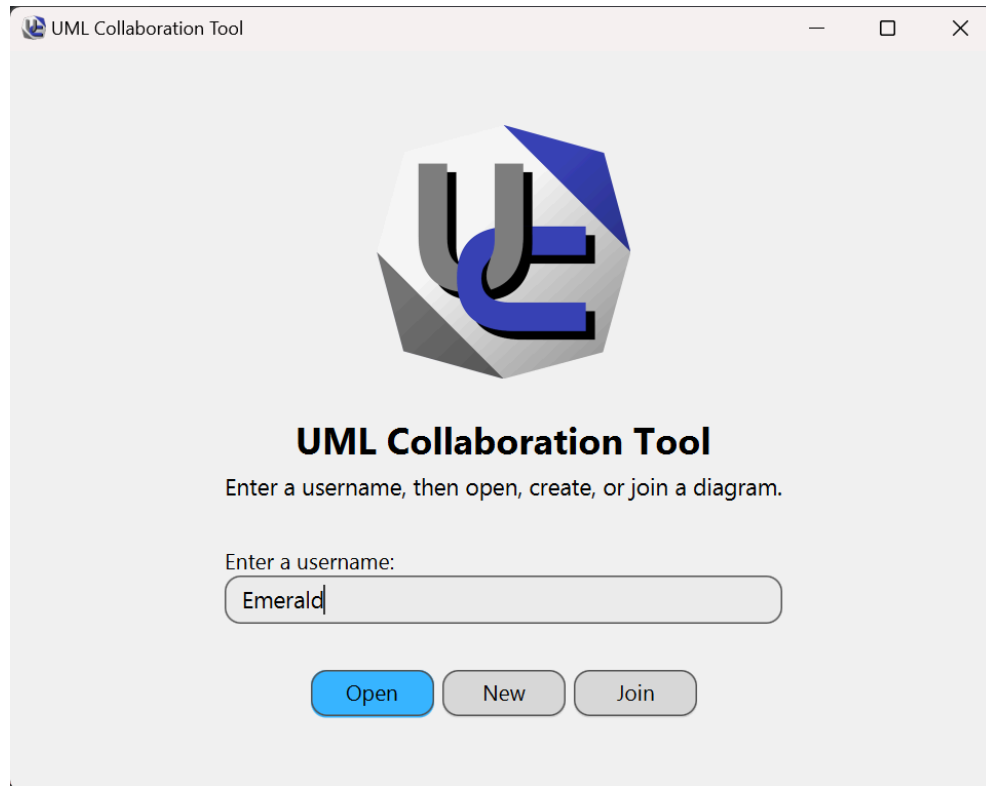 UML Collaboration Tool
UC
UML Collaboration Tool
Enter a username, then open, create, or join a diagram.
Enter a username:
Emerald
Open New Join